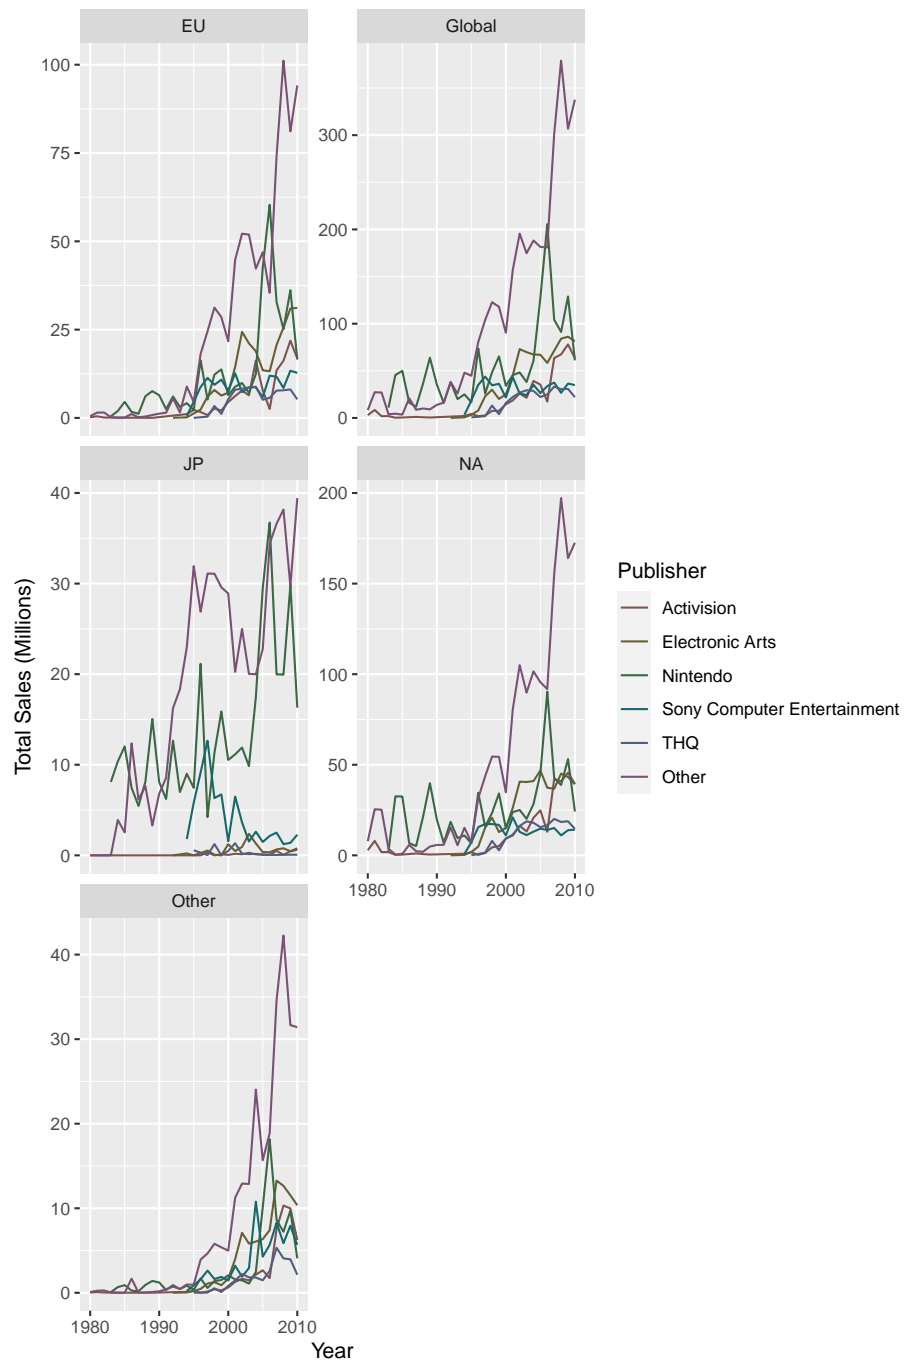 EU
Global
100
75
50
25
0
300
200
100
0
JP
NA
40
30
20
10
0
200
150
100
50
0
1980
1990
2000
2010
Other
40
30
20
10
0
1980
1990
2000
2010
Year
Total Sales (Millions)
Publisher
Activision
Electronic Arts
Nintendo
Sony Computer Entertainment
THQ
Other